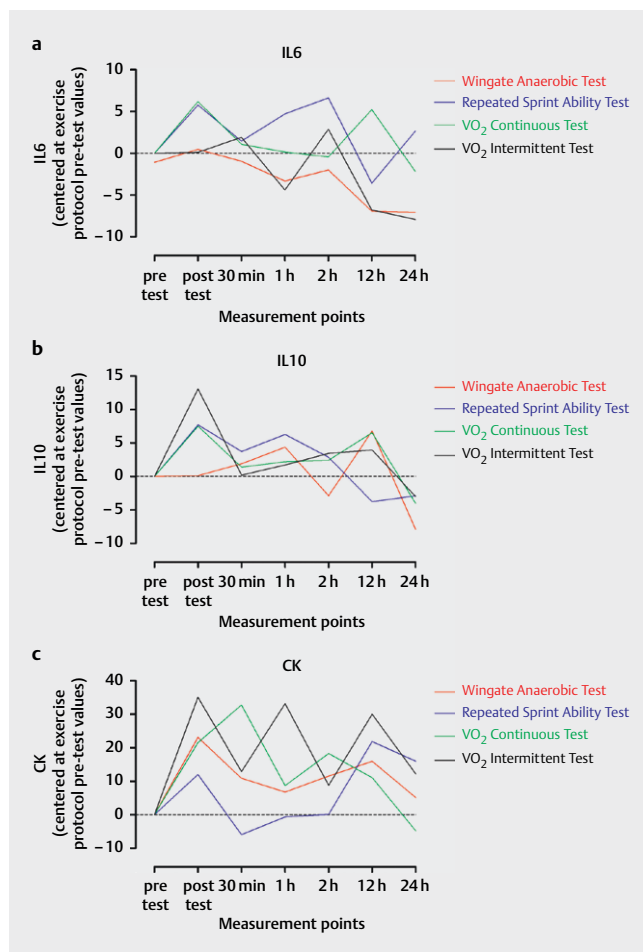 a
IL6
IL6
(centered at exercise
protocol pre-test values)
10
5
0
−5
−10
Wingate Anaerobic Test
Repeated Sprint Ability Test
VO2 Continuous Test
VO2 Intermittent Test
pre
test
post
test
30 min
1 h
2 h
12 h
24 h
Measurement points
b
IL10
IL10
(centered at exercise
protocol pre-test values)
15
10
5
0
−5
−10
Wingate Anaerobic Test
Repeated Sprint Ability Test
VO2 Continuous Test
VO2 Intermittent Test
pre
test
post
test
30 min
1 h
2 h
12 h
24 h
Measurement points
c
CK
CK
(centered at exercise
protocol pre-test values)
40
30
20
10
0
−10
Wingate Anaerobic Test
Repeated Sprint Ability Test
VO2 Continuous Test
VO2 Intermittent Test
pre
test
post
test
30 min
1 h
2 h
12 h
24 h
Measurement points